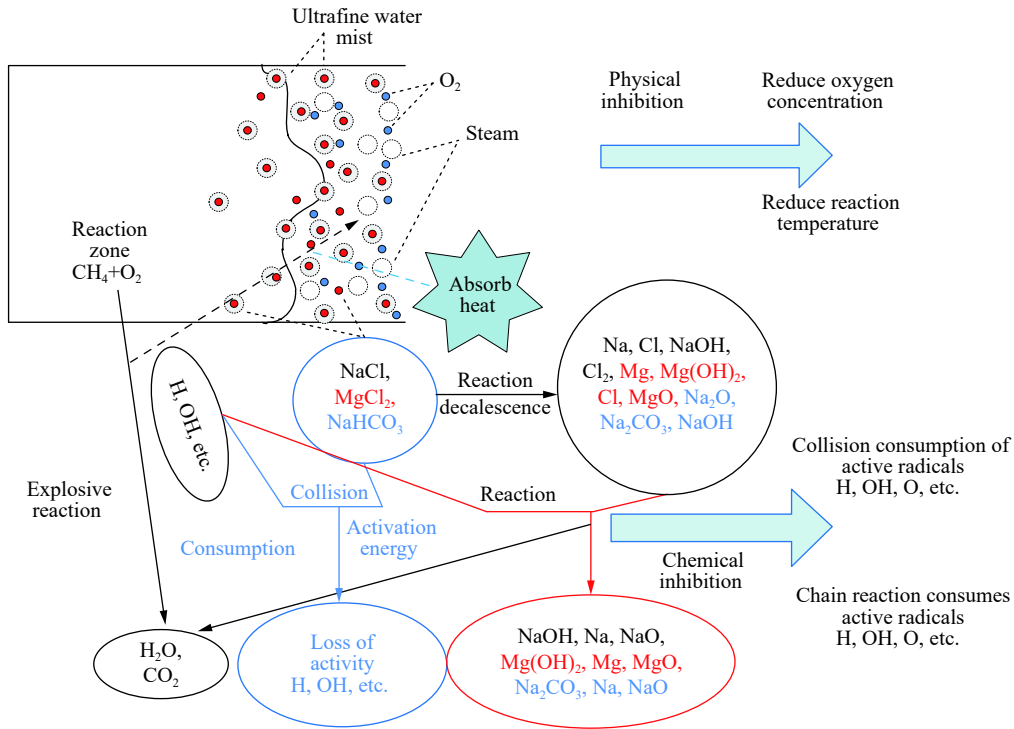 Ultrafine water
mist
O₂
Steam
Physical
inhibition
Reduce oxygen
concentration
Reduce reaction
temperature
Reaction
zone
CH₄+O₂
Absorb
heat
H, OH, etc.
NaCl,
MgCl₂,
NaHCO₃
Reaction
decalescence
Na, Cl, NaOH,
Cl₂, Mg, Mg(OH)₂,
Cl, MgO, Na₂O,
Na₂CO₃, NaOH
Collision consumption of
active radicals
H, OH, O, etc.
Explosive
reaction
Collision
Reaction
Consumption
Activation
energy
Chemical
inhibition
Chain reaction consumes
active radicals
H, OH, O, etc.
H₂O,
CO₂
Loss of
activity
H, OH, etc.
NaOH, Na, NaO,
Mg(OH)₂, Mg, MgO,
Na₂CO₃, Na, NaO